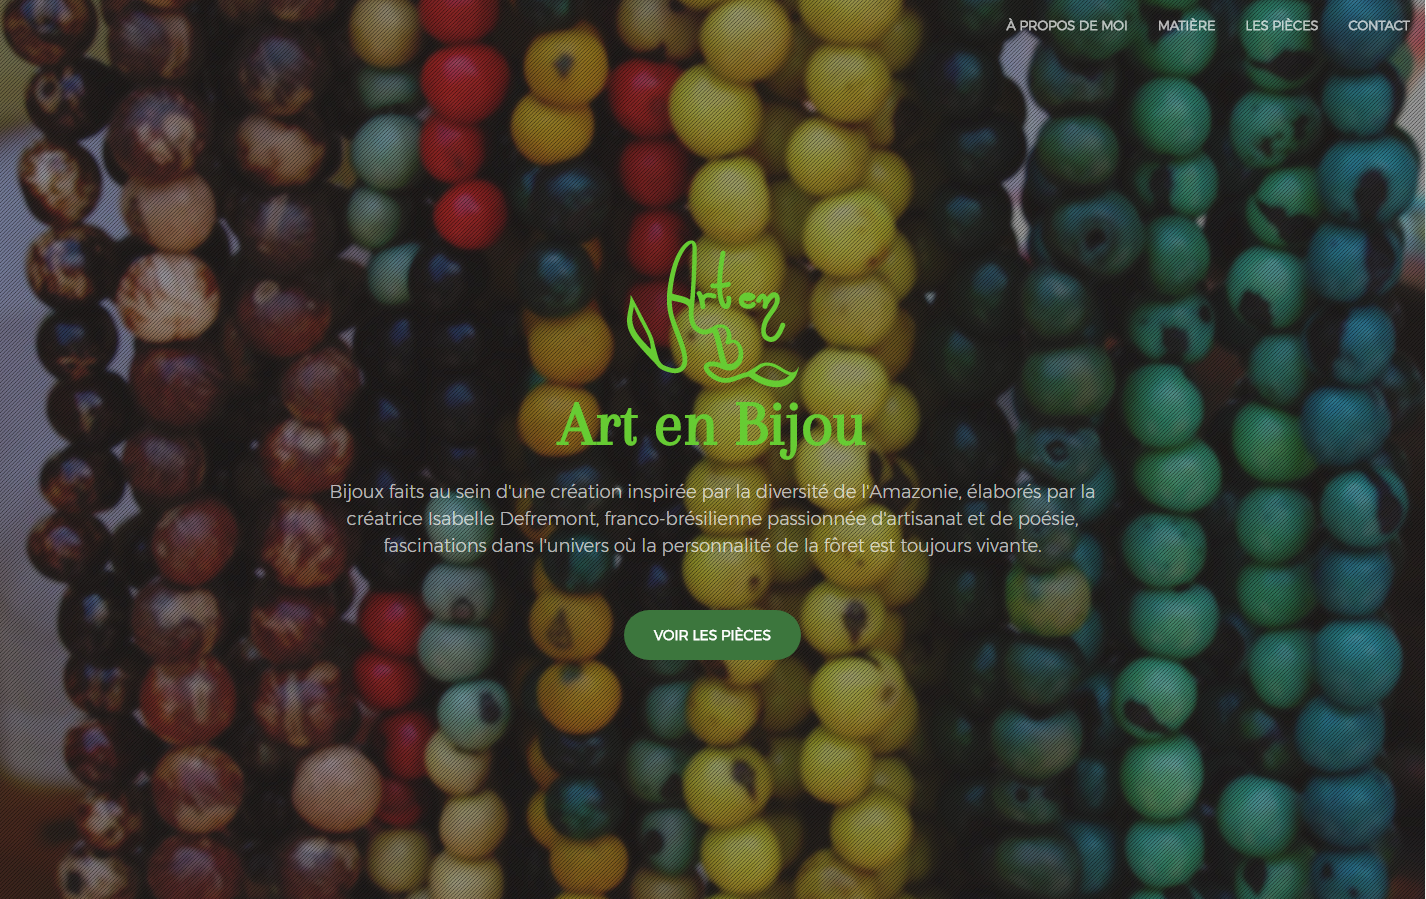 À PROPOS DE MOI MATIÈRE LES PIÈCES CONTACT
Art en
B
Art en Bijou
Bijoux faits au sein d'une création inspirée par la diversité de l'Amazonie, élaborés par la
créatrice Isabelle Defremont, franco-brésilienne passionnée d'artisanat et de poésie,
fascinations dans l'univers où la personnalité de la fôret est toujours vivante.
VOIR LES PIÈCES